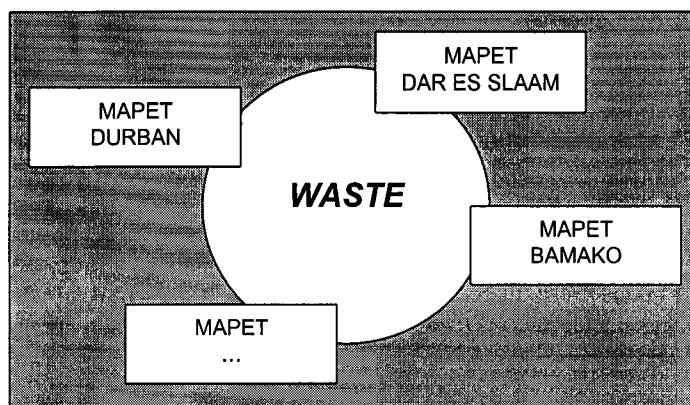 MAPET
DAR ES SLAAM
MAPET
DURBAN
WASTE
MAPET
BAMAKO
MAPET
...